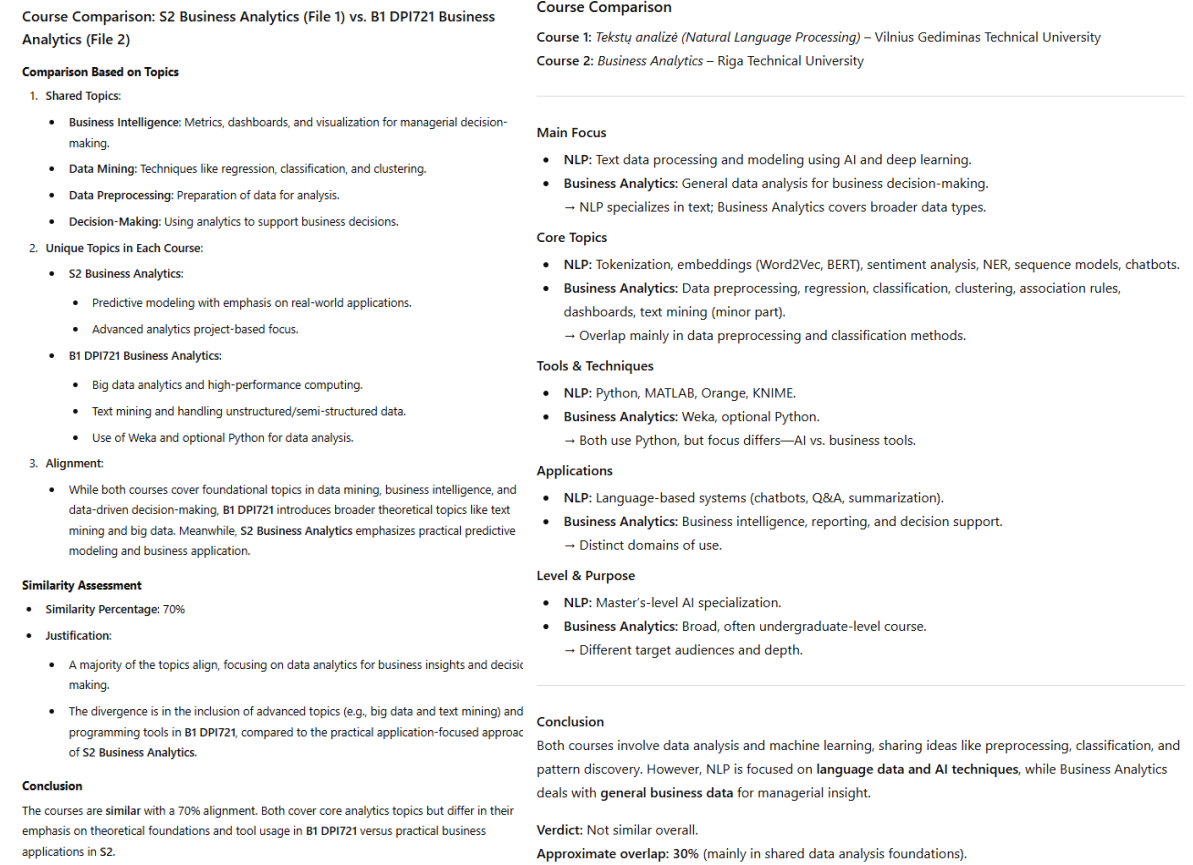 Course Comparison: S2 Business Analytics (File 1) vs. B1 DPI721 Business
Analytics (File 2)
Comparison Based on Topics
1. Shared Topics:
• Business Intelligence: Metrics, dashboards, and visualization for managerial decision-
making.
• Data Mining: Techniques like regression, classification, and clustering.
• Data Preprocessing: Preparation of data for analysis.
• Decision-Making: Using analytics to support business decisions.
2. Unique Topics in Each Course:
• S2 Business Analytics:
• Predictive modeling with emphasis on real-world applications.
• Advanced analytics project-based focus.
• B1 DPI721 Business Analytics:
• Big data analytics and high-performance computing.
• Text mining and handling unstructured/semi-structured data.
• Use of Weka and optional Python for data analysis.
3. Alignment:
• While both courses cover foundational topics in data mining, business intelligence, and
data-driven decision-making, B1 DPI721 introduces broader theoretical topics like text
mining and big data. Meanwhile, S2 Business Analytics emphasizes practical predictive
modeling and business application.
Similarity Assessment
• Similarity Percentage: 70%
• Justification:
• A majority of the topics align, focusing on data analytics for business insights and decisic
making.
• The divergence is in the inclusion of advanced topics (e.g., big data and text mining) and
programming tools in B1 DPI721, compared to the practical application-focused approac
of S2 Business Analytics.
Conclusion
The courses are similar with a 70% alignment. Both cover core analytics topics but differ in their
emphasis on theoretical foundations and tool usage in B1 DPI721 versus practical business
applications in S2.
Course Comparison
Course 1: Tekstų analizė (Natural Language Processing) – Vilnius Gediminas Technical University
Course 2: Business Analytics – Riga Technical University
Main Focus
• NLP: Text data processing and modeling using AI and deep learning.
• Business Analytics: General data analysis for business decision-making.
→ NLP specializes in text; Business Analytics covers broader data types.
Core Topics
• NLP: Tokenization, embeddings (Word2Vec, BERT), sentiment analysis, NER, sequence models, chatbots.
• Business Analytics: Data preprocessing, regression, classification, clustering, association rules,
dashboards, text mining (minor part).
→ Overlap mainly in data preprocessing and classification methods.
Tools & Techniques
• NLP: Python, MATLAB, Orange, KNIME.
• Business Analytics: Weka, optional Python.
→ Both use Python, but focus differs—AI vs. business tools.
Applications
• NLP: Language-based systems (chatbots, Q&A, summarization).
• Business Analytics: Business intelligence, reporting, and decision support.
→ Distinct domains of use.
Level & Purpose
• NLP: Master's-level AI specialization.
• Business Analytics: Broad, often undergraduate-level course.
→ Different target audiences and depth.
Conclusion
Both courses involve data analysis and machine learning, sharing ideas like preprocessing, classification, and
pattern discovery. However, NLP is focused on language data and AI techniques, while Business Analytics
deals with general business data for managerial insight.
Verdict: Not similar overall.
Approximate overlap: 30% (mainly in shared data analysis foundations).